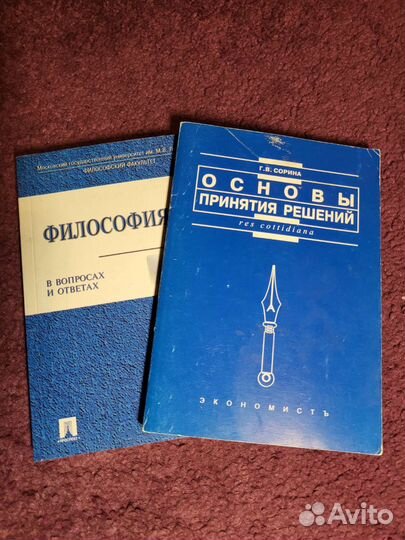 Московский государственный университет им. М.В.
ФИЛОСОФСКИЙ ФАКУЛЬТЕТ
ФИЛОСОФИЯ
В ВОПРОСАХ
И ОТВЕТАХ
Г.В. СОРИНА
ОСНОВЫ
ПРИНЯТИЯ РЕШЕНИЙ
res cottidiana
ЭКОНОМИСТЪ
Avito